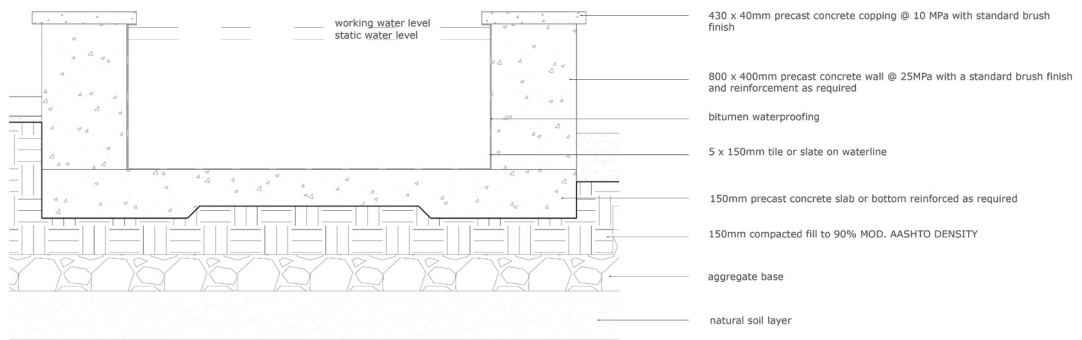 working water level
static water level
430 x 40mm precast concrete copping @ 10 MPa with standard brush
finish
800 x 400mm precast concrete wall @ 25MPa with a standard brush finish
and reinforcement as required
bitumen waterproofing
5 x 150mm tile or slate on waterline
150mm precast concrete slab or bottom reinforced as required
150mm compacted fill to 90% MOD. AASHTO DENSITY
aggregate base
natural soil layer